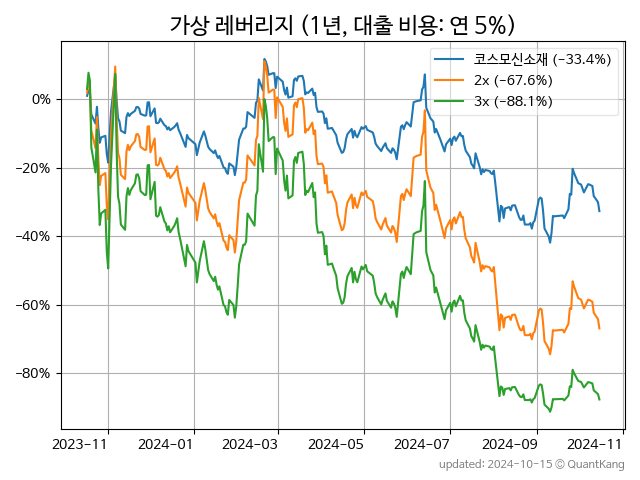 가상 레버리지 (1년, 대출 비용: 연 5%)
코스모신소재 (−33.4%)
2x (−67.6%)
3x (−88.1%)
0%
−20%
−40%
−60%
−80%
2023-11 2024-01 2024-03 2024-05 2024-07 2024-09 2024-11
updated: 2024-10-15 © QuantKang